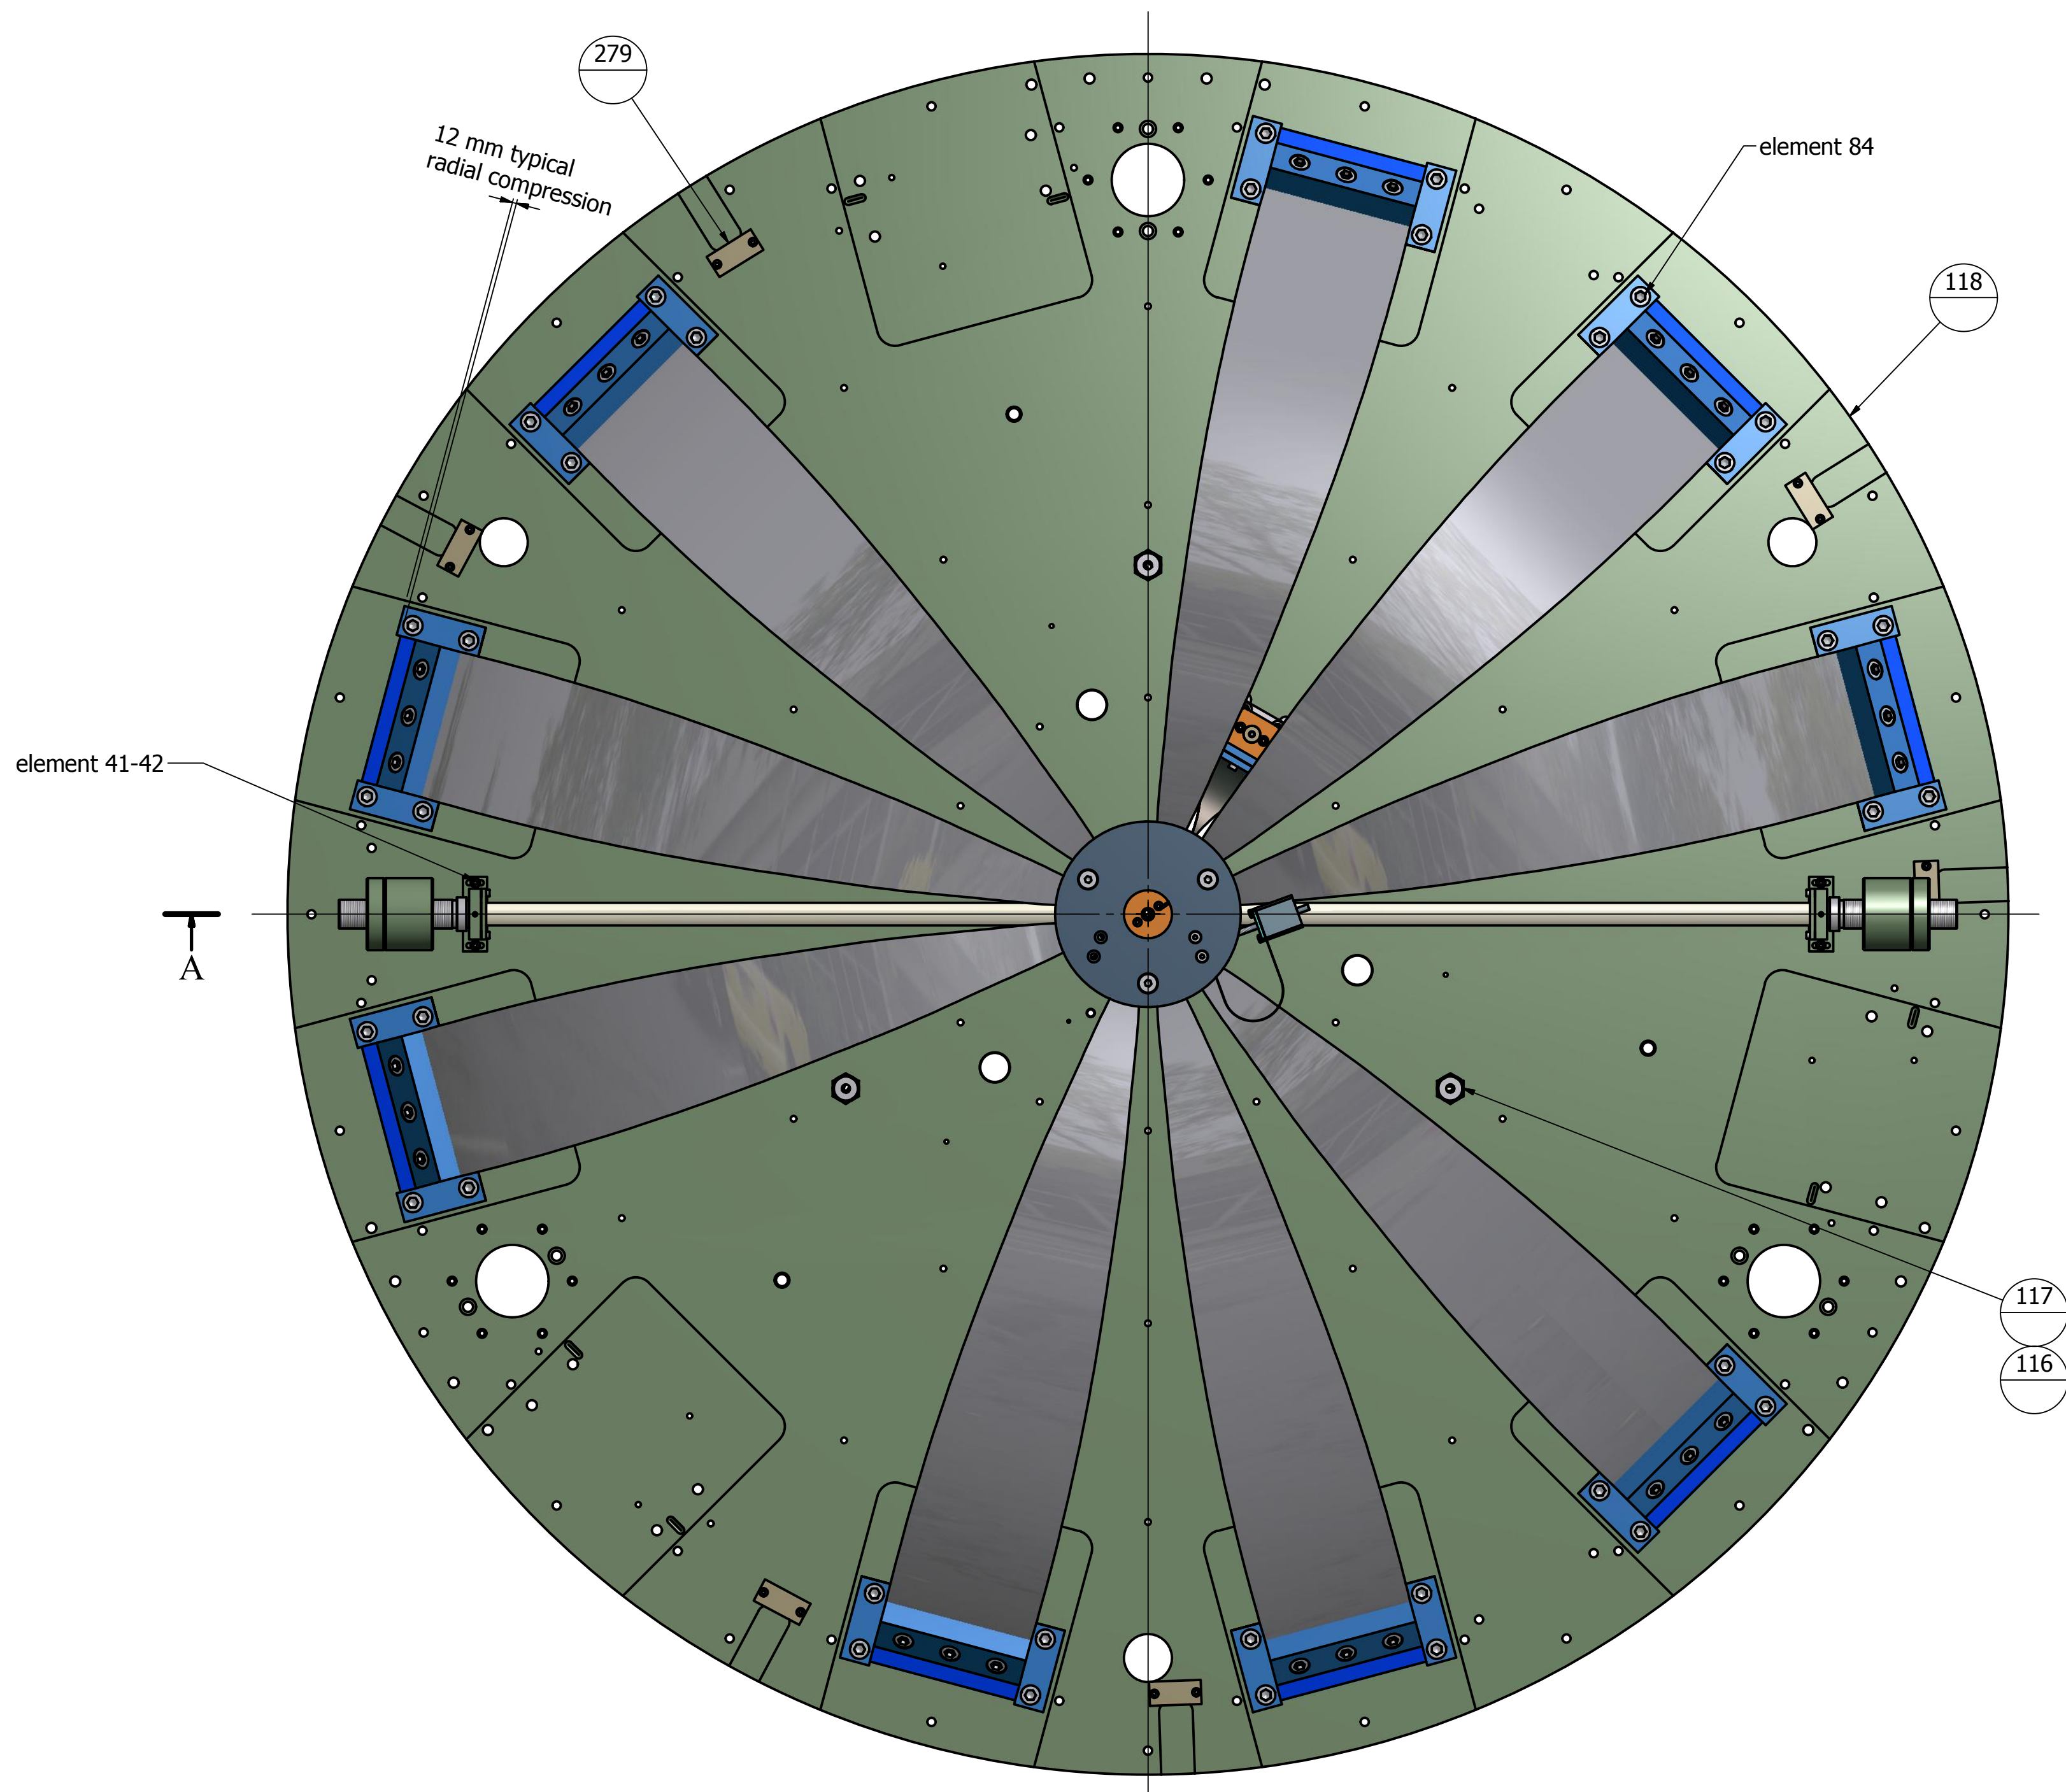 279
12 mm typical
radial compression
element 84
118
element 41-42
A
117
116